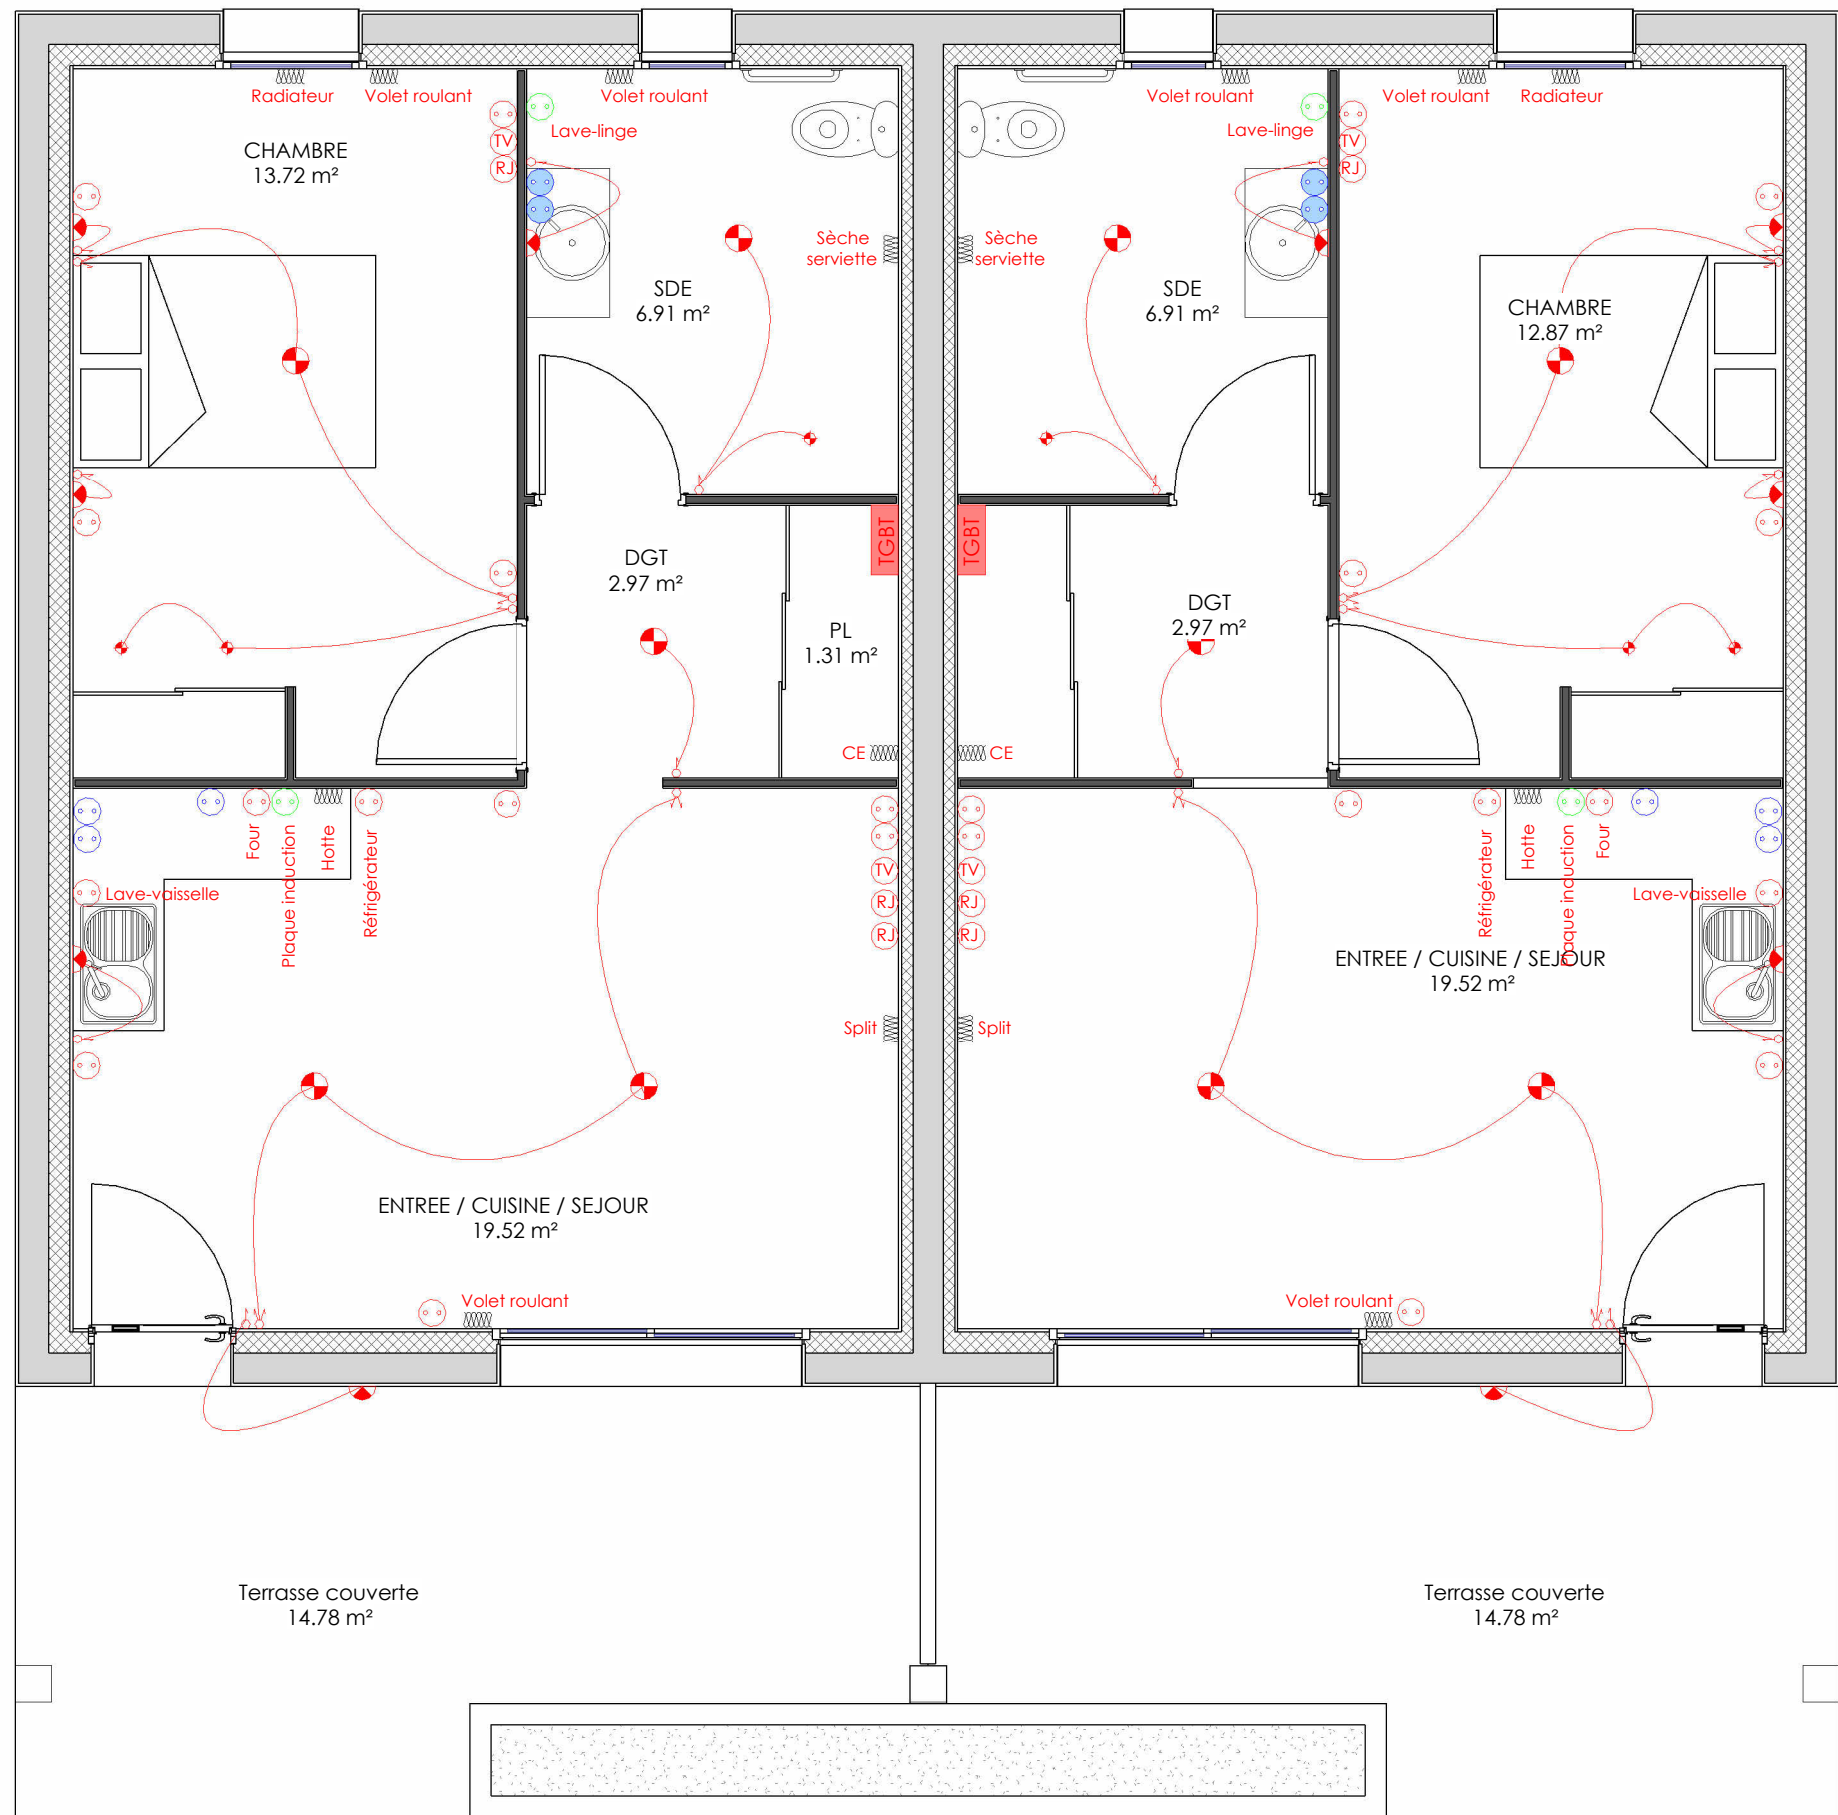 Radiateur
Volet roulant
Volet roulant
Volet roulant
Volet roulant
Radiateur
Lave-linge
Lave-linge
TV
RJ
TV
RJ
CHAMBRE
13.72 m²
Sèche
serviette
Sèche
serviette
SDE
6.91 m²
SDE
6.91 m²
CHAMBRE
12.87 m²
TGBT
TGBT
DGT
2.97 m²
DGT
2.97 m²
PL
1.31 m²
CE
CE
Four
Plaque induction
Hotte
Réfrigérateur
Lave-vaisselle
TV
RJ
RJ
TV
RJ
RJ
Réfrigérateur
Hotte
Plaque induction
Four
Lave-vaisselle
ENTREE / CUISINE / SEJOUR
19.52 m²
Split
Split
ENTREE / CUISINE / SEJOUR
19.52 m²
Volet roulant
Volet roulant
Terrasse couverte
14.78 m²
Terrasse couverte
14.78 m²